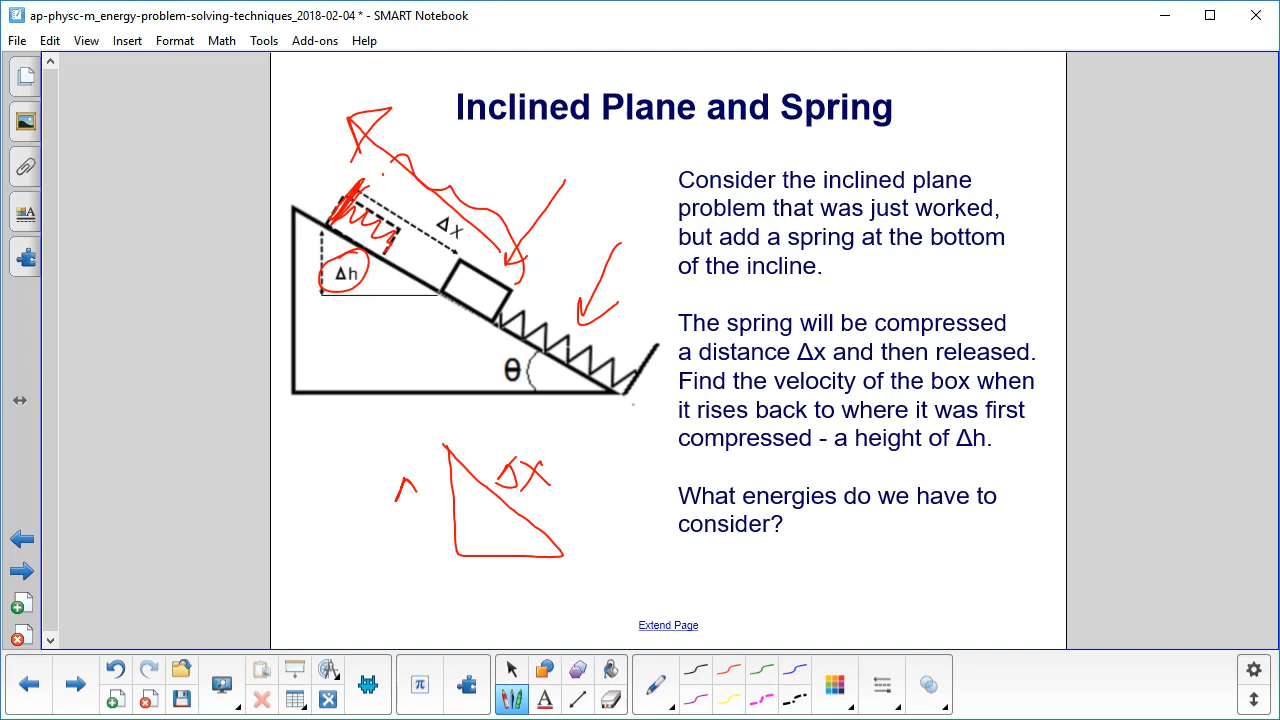 ap-physc-m_energy-problem-solving-techniques_2018-02-04 * - SMART Notebook
File Edit View Insert Format Math Tools Add-ons Help
Inclined Plane and Spring
Δx
Δh
θ
Consider the inclined plane
problem that was just worked,
but add a spring at the bottom
of the incline.
The spring will be compressed
a distance Δx and then released.
Find the velocity of the box when
it rises back to where it was first
compressed - a height of Δh.
What energies do we have to
consider?
Δx
Extend Page
π
A